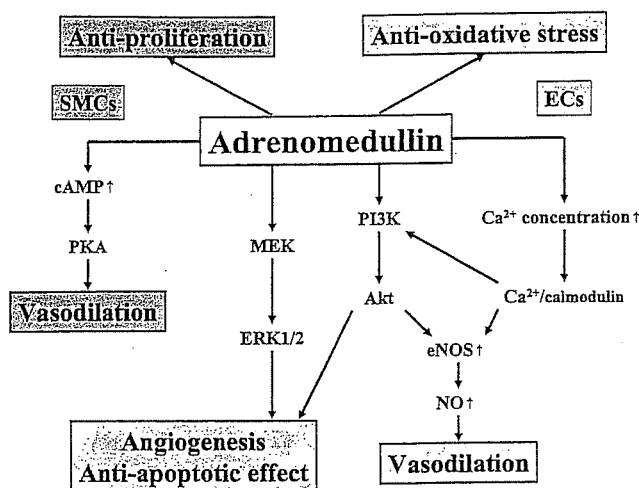 Anti-proliferation
Anti-oxidative stress
SMCs
ECs
Adrenomedullin
cAMP↑
PI3K
Ca²⁺ concentration↑
PKA
MEK
Vasodilation
Akt
Ca²⁺/calmodulin
ERK1/2
eNOS↑
NO↑
Angiogenesis
Anti-apoptotic effect
Vasodilation